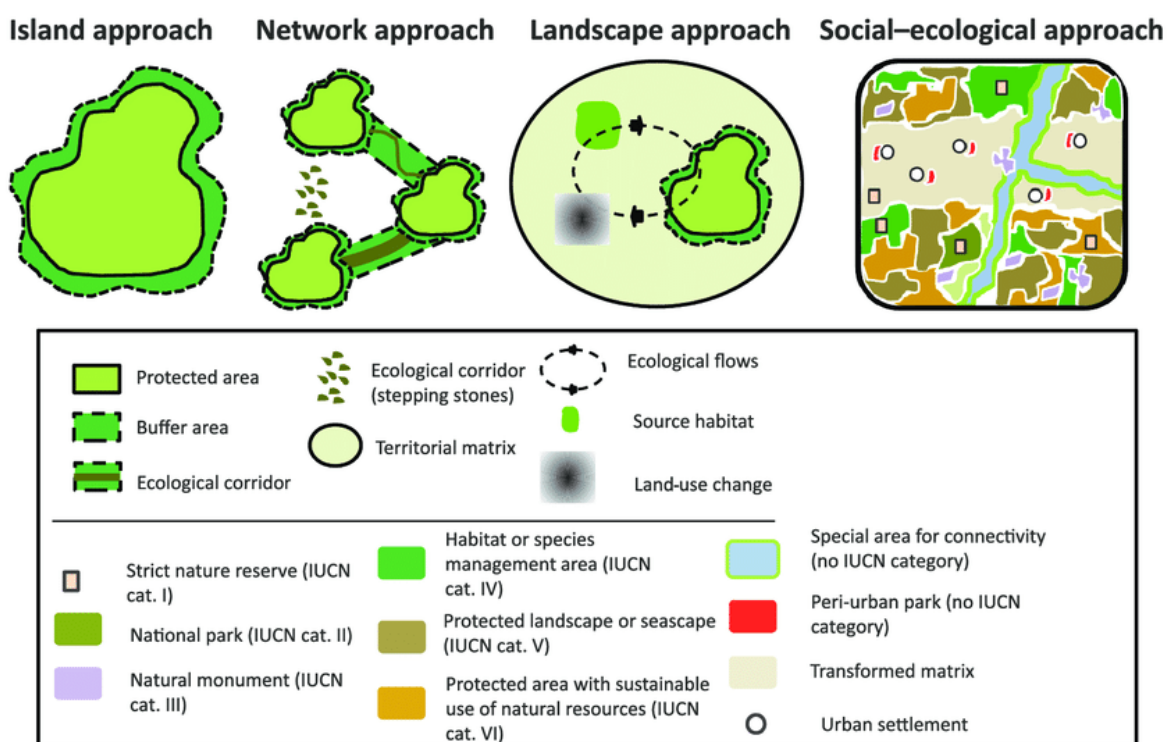 Island approach
Network approach
Landscape approach
Social–ecological approach
Protected area
Buffer area
Ecological corridor
Ecological corridor
(stepping stones)
Territorial matrix
Ecological flows
Source habitat
Land-use change
Strict nature reserve (IUCN
cat. I)
National park (IUCN cat. II)
Natural monument (IUCN
cat. III)
Habitat or species
management area (IUCN
cat. IV)
Protected landscape or seascape
(IUCN cat. V)
Protected area with sustainable
use of natural resources (IUCN
cat. VI)
Special area for connectivity
(no IUCN category)
Peri-urban park (no IUCN
category)
Transformed matrix
Urban settlement